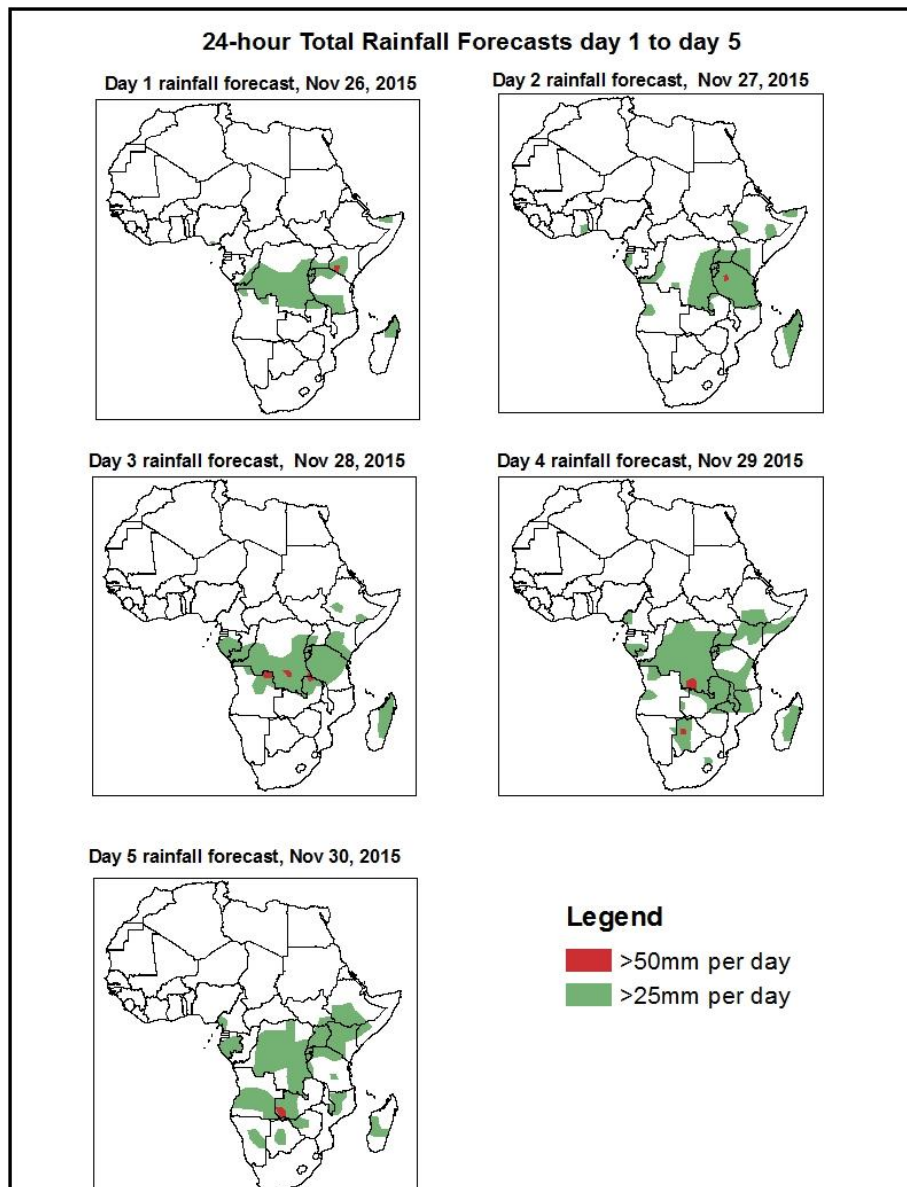 24-hour Total Rainfall Forecasts day 1 to day 5
Day 1 rainfall forecast, Nov 26, 2015
Day 2 rainfall forecast, Nov 27, 2015
Day 3 rainfall forecast, Nov 28, 2015
Day 4 rainfall forecast, Nov 29 2015
Day 5 rainfall forecast, Nov 30, 2015
Legend
>50mm per day
>25mm per day